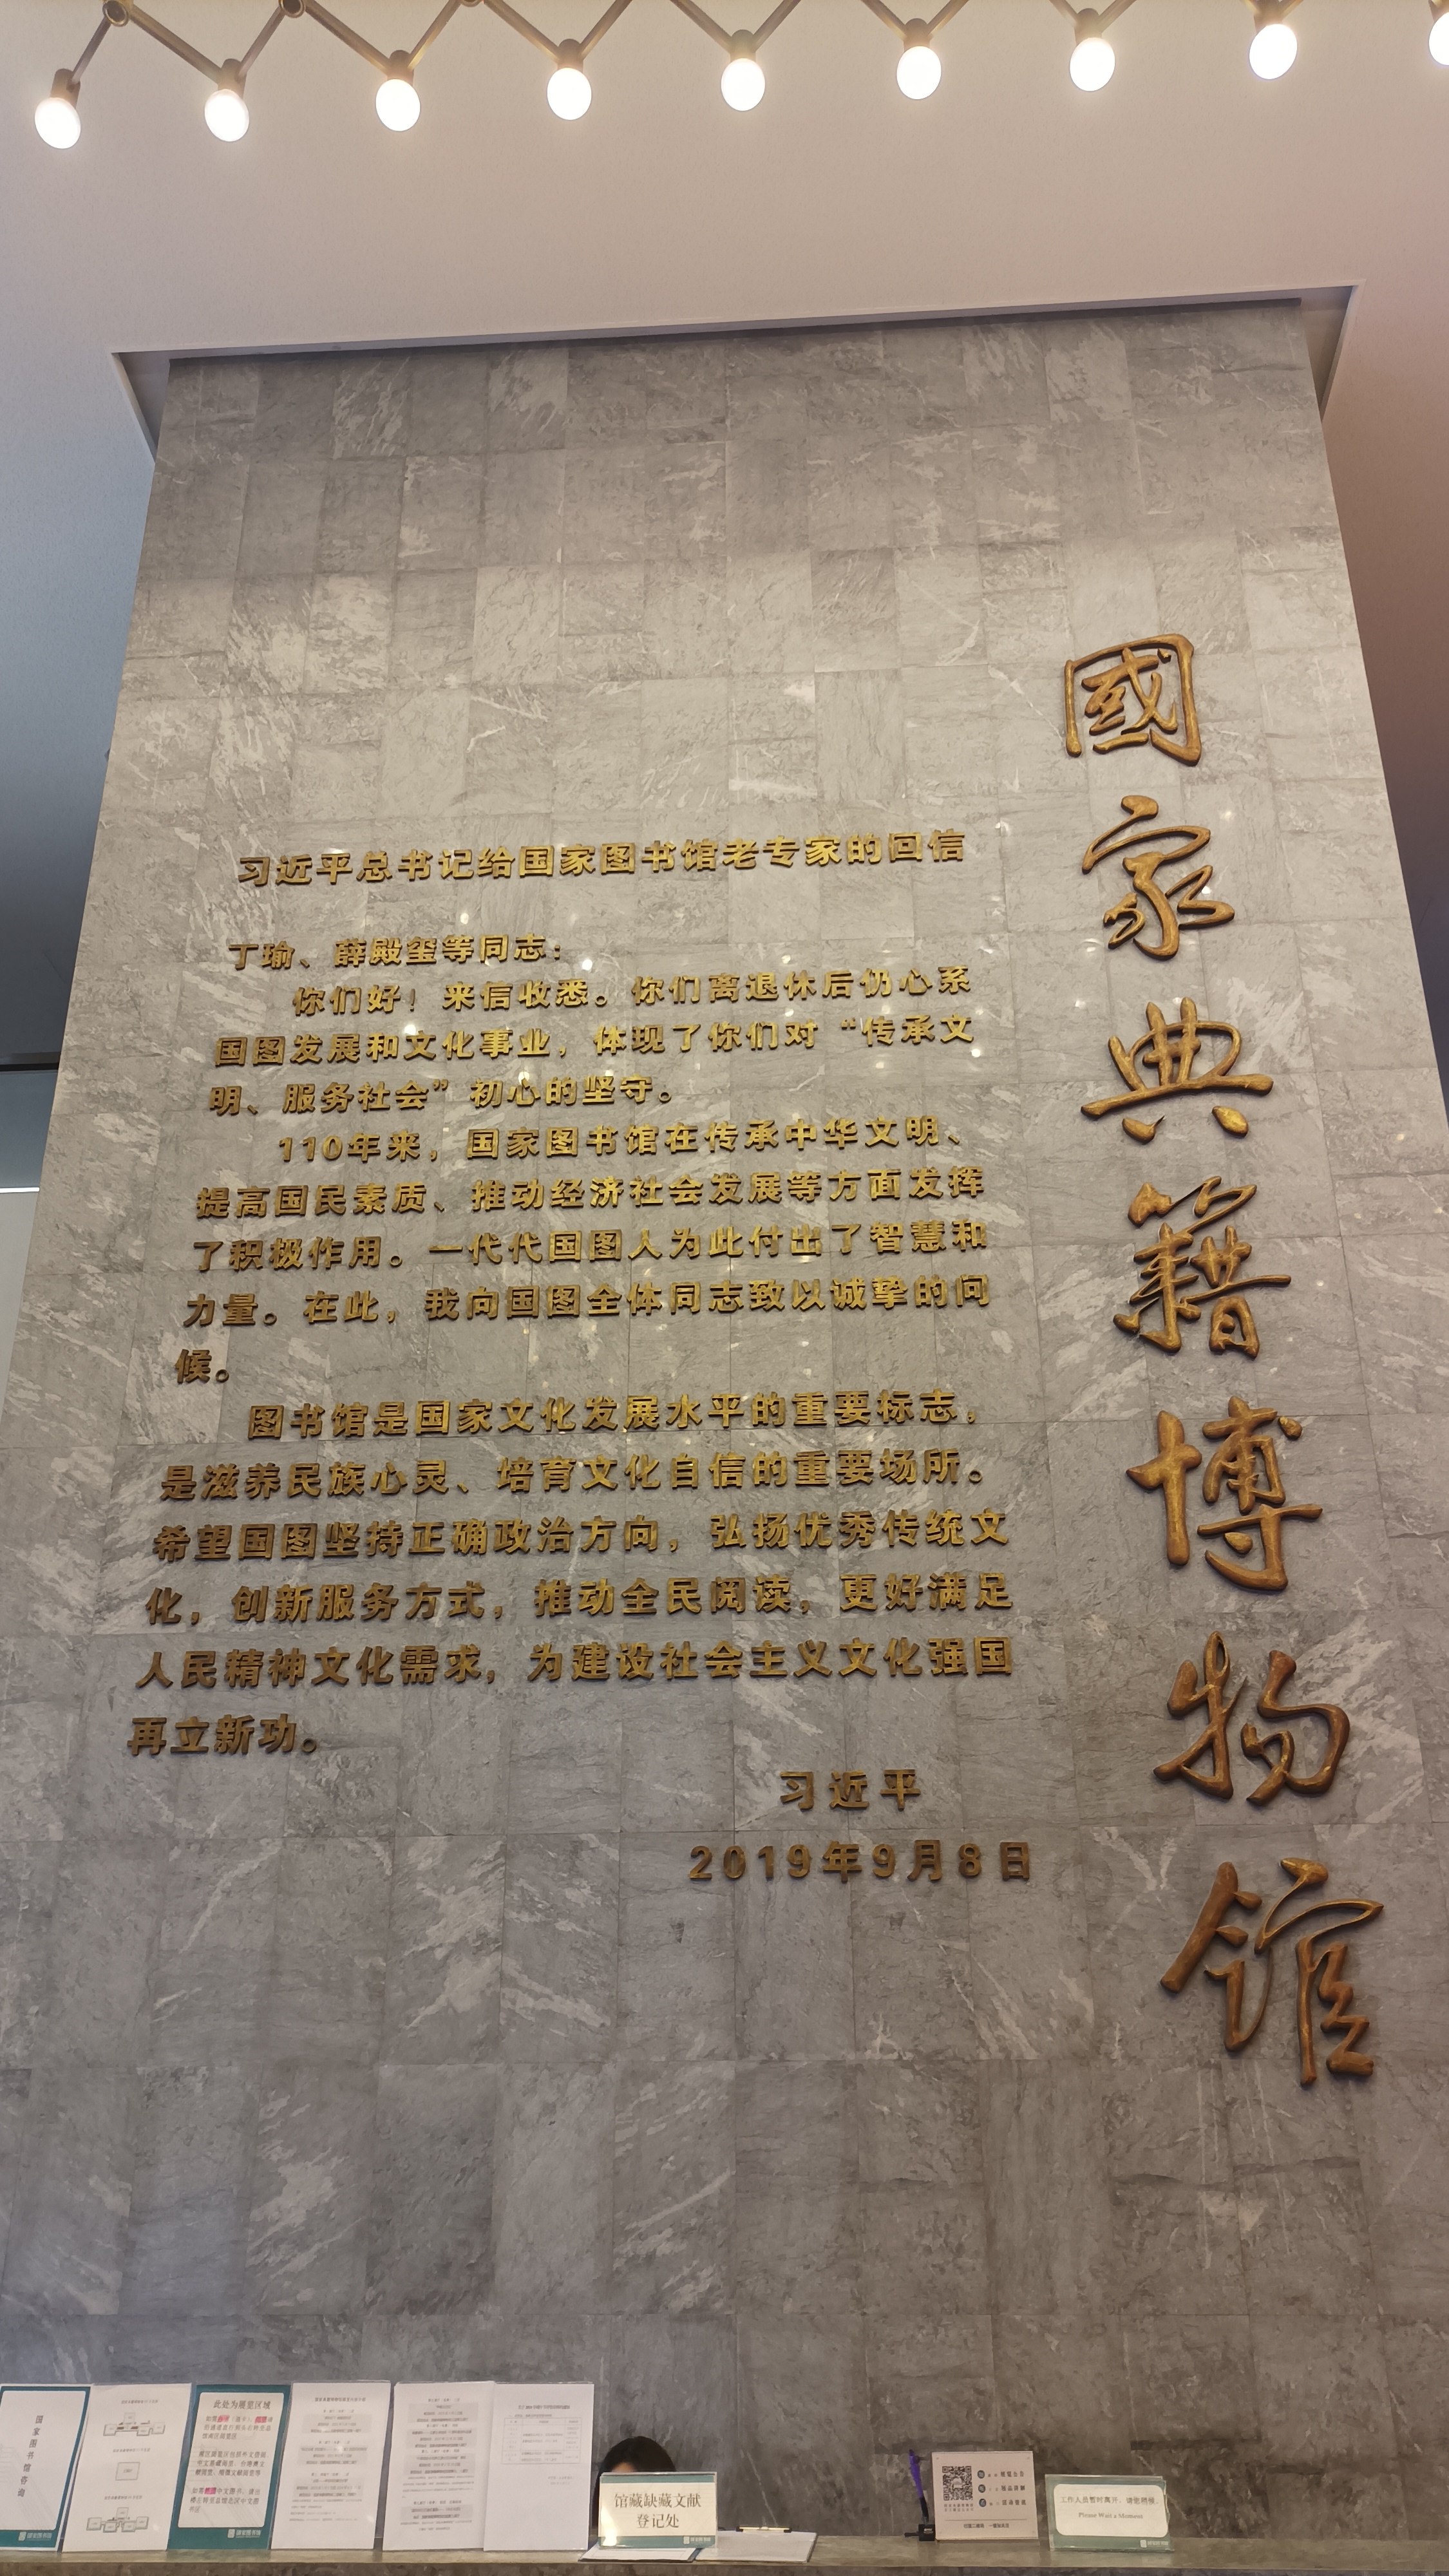 國家典籍博物馆
习近平总书记给国家图书馆老专家的回信
丁瑜、薛殿玺等同志：
你们好！来信收悉。你们离退休后仍心系
国图发展和文化事业，体现了你们对“传承文
明、服务社会”初心的坚守。
110年来，国家图书馆在传承中华文明、
提高国民素质、推动经济社会发展等方面发挥
了积极作用。一代代国图人为此付出了智慧和
力量。在此，我向国图全体同志致以诚挚的问
候。
图书馆是国家文化发展水平的重要标志，
是滋养民族心灵、培育文化自信的重要场所。
希望国图坚持正确政治方向，弘扬优秀传统文
化，创新服务方式，推动全民阅读，更好满足
人民精神文化需求，为建设社会主义文化强国
再立新功。
习近平
2019年9月8日
国家图书馆咨询
此处为展览区域
馆藏缺藏文献
登记处
工作人员暂时离开，请您稍候。
Please Wait a Moment